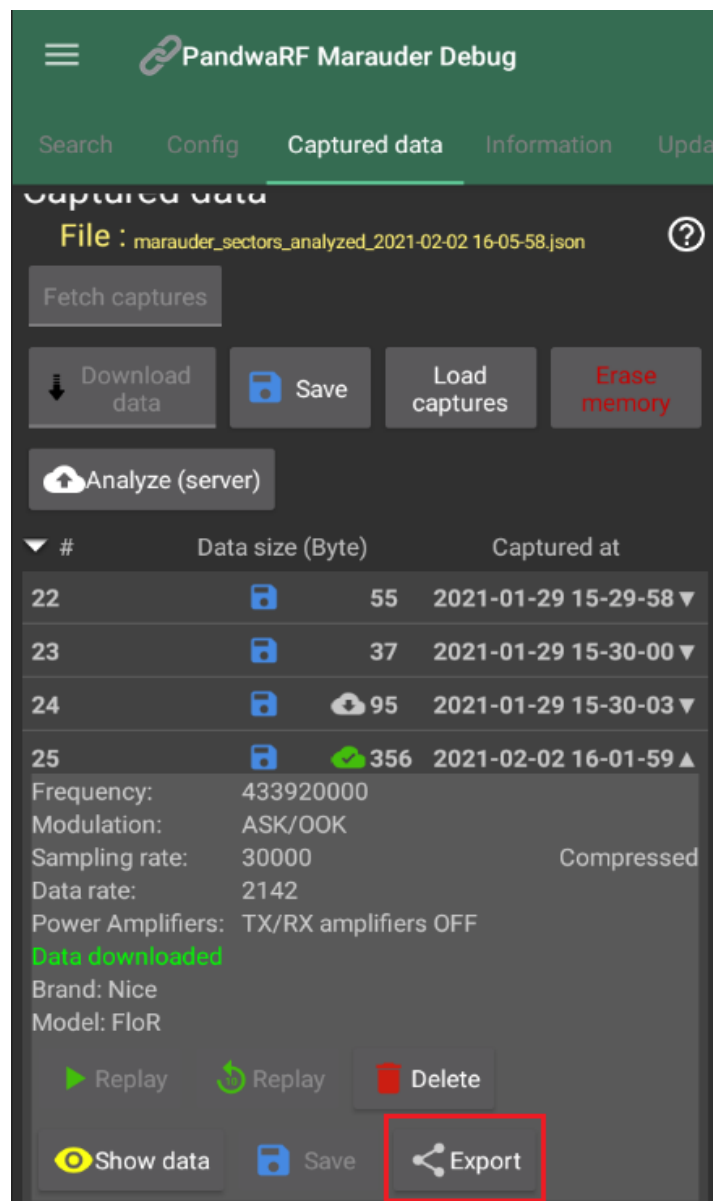 PandwaRF Marauder Debug
Search Config Captured data Information Upda
Captured data
File : marauder_sectors_analyzed_2021-02-02 16-05-58.json ?
Fetch captures
Download data
Save
Load captures
Erase memory
Analyze (server)
# Data size (Byte) Captured at
22 55 2021-01-29 15-29-58
23 37 2021-01-29 15-30-00
24 95 2021-01-29 15-30-03
25 356 2021-02-02 16-01-59
Frequency: 433920000
Modulation: ASK/OOK
Sampling rate: 30000 Compressed
Data rate: 2142
Power Amplifiers: TX/RX amplifiers OFF
Data downloaded
Brand: Nice
Model: FloR
Replay 10 Replay Delete
Show data Save Export